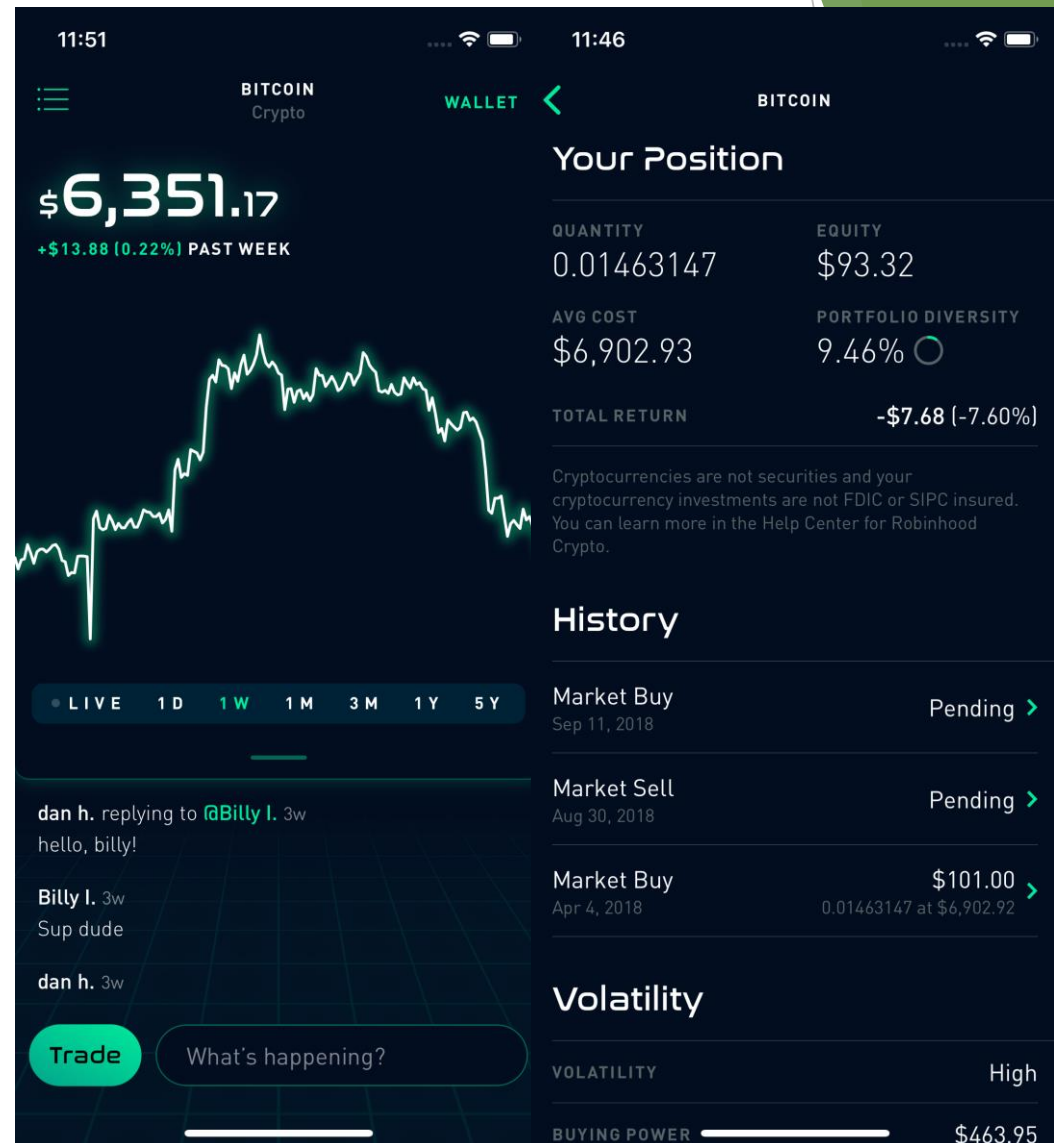 11:51
BITCOIN
Crypto
WALLET
$6,351.17
+$13.88 (0.22%) PAST WEEK
LIVE 1D 1W 1M 3M 1Y 5Y
dan h. replying to @Billy I. 3w
hello, billy!
Billy I. 3w
Sup dude
dan h. 3w
Trade
What's happening?
11:46
BITCOIN
Your Position
QUANTITY EQUITY
0.01463147 $93.32
AVG COST PORTFOLIO DIVERSITY
$6,902.93 9.46%
TOTAL RETURN -$7.68 (-7.60%)
Cryptocurrencies are not securities and your
cryptocurrency investments are not FDIC or SIPC insured.
You can learn more in the Help Center for Robinhood
Crypto.
History
Market Buy Pending
Sep 11, 2018
Market Sell Pending
Aug 30, 2018
Market Buy $101.00
Apr 4, 2018 0.01463147 at $6,902.92
Volatility
VOLATILITY High
BUYING POWER $463.95